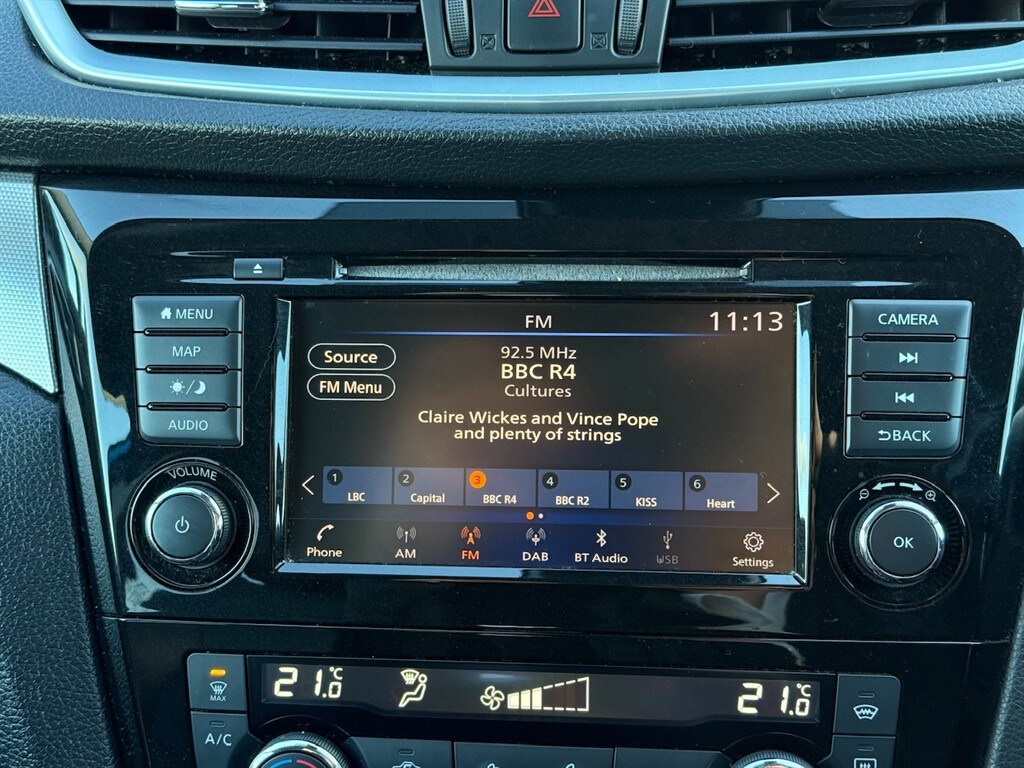 FM
11:13
MENU
MAP
AUDIO
VOLUME
Source
FM Menu
92.5 MHz
BBC R4
Cultures
Claire Wickes and Vince Pope
and plenty of strings
1 LBC
2 Capital
3 BBC R4
4 BBC R2
5 KISS
6 Heart
Phone
AM
FM
DAB
BT Audio
USB
Settings
CAMERA
BACK
OK
MAX
A/C
21.0°C
21.0°C